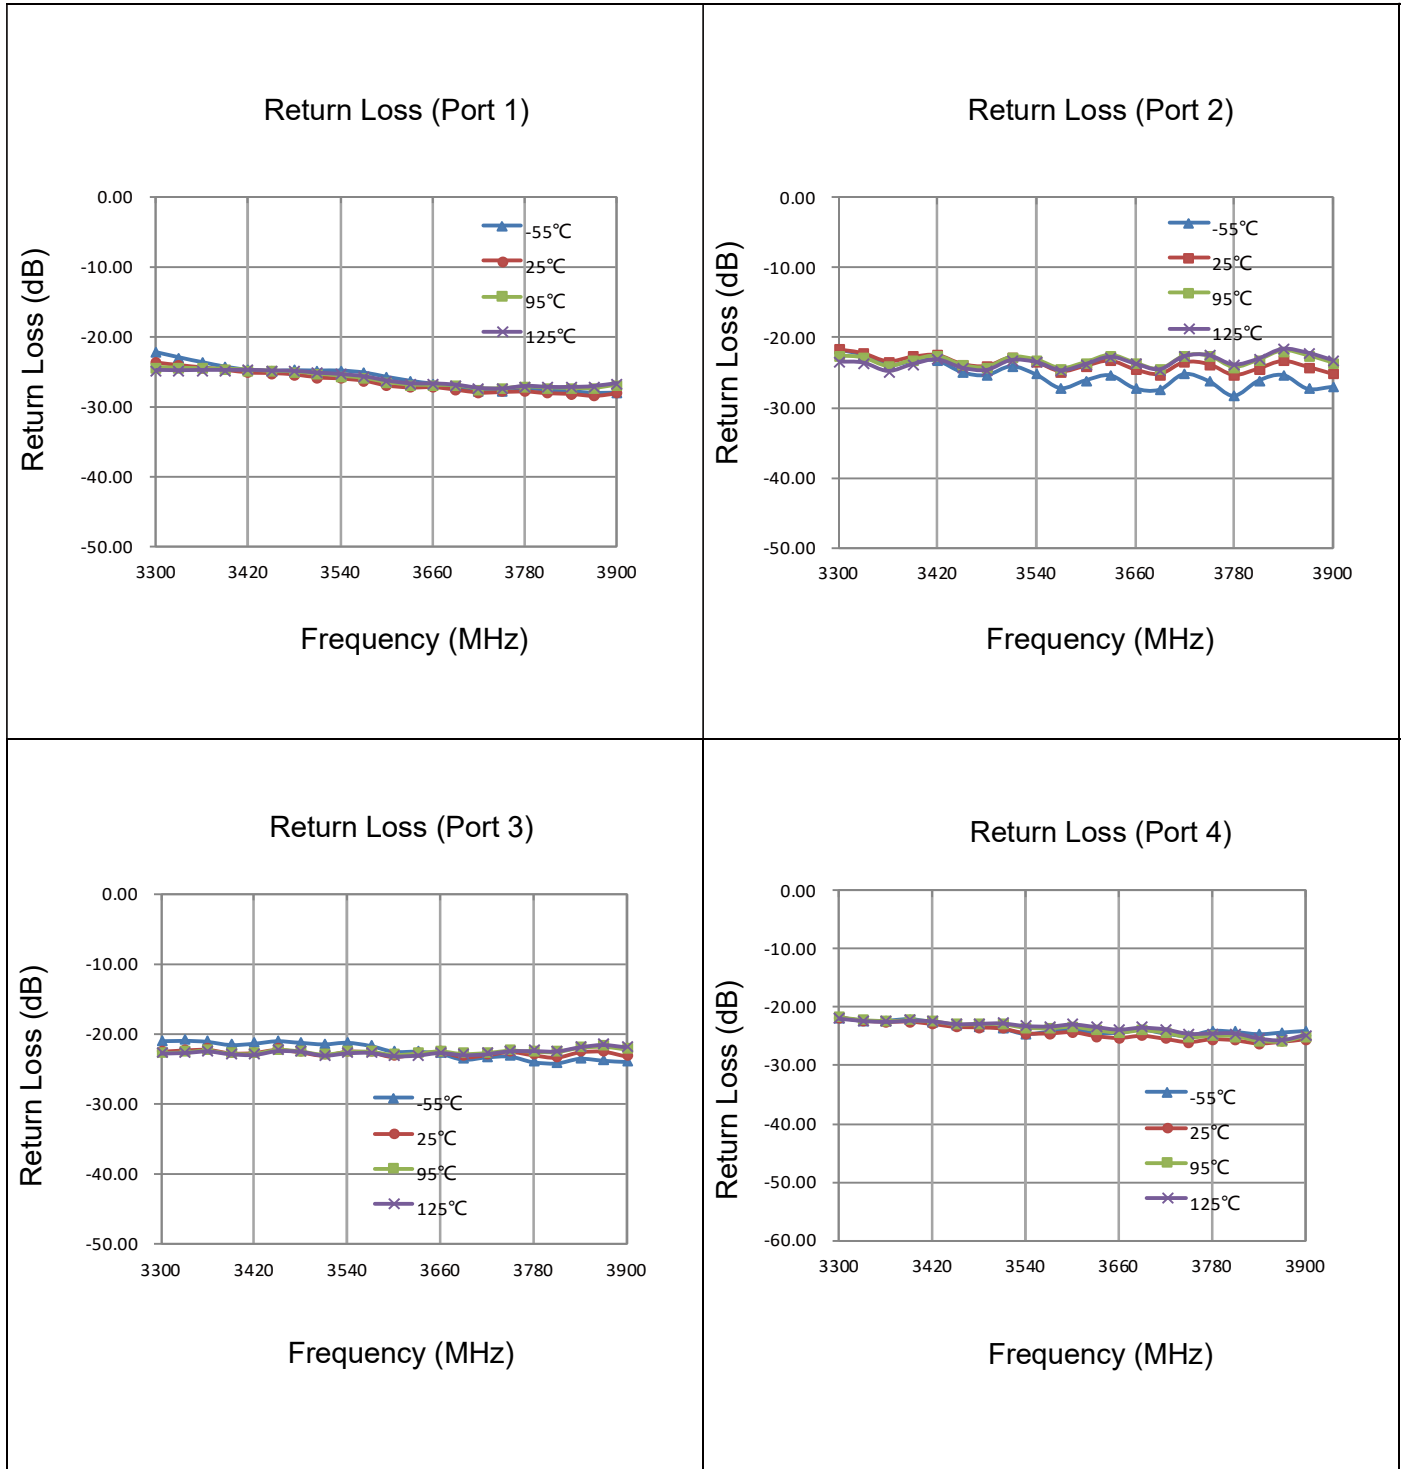 Return Loss (Port 1)
Return Loss (dB)
0.00
-10.00
-20.00
-30.00
-40.00
-50.00
-55℃
25℃
95℃
125℃
3300 3420 3540 3660 3780 3900
Frequency (MHz)
Return Loss (Port 2)
Return Loss (dB)
0.00
-10.00
-20.00
-30.00
-40.00
-50.00
-55℃
25℃
95℃
125℃
3300 3420 3540 3660 3780 3900
Frequency (MHz)
Return Loss (Port 3)
Return Loss (dB)
0.00
-10.00
-20.00
-30.00
-40.00
-50.00
-55℃
25℃
95℃
125℃
3300 3420 3540 3660 3780 3900
Frequency (MHz)
Return Loss (Port 4)
Return Loss (dB)
0.00
-10.00
-20.00
-30.00
-40.00
-50.00
-60.00
-55℃
25℃
95℃
125℃
3300 3420 3540 3660 3780 3900
Frequency (MHz)